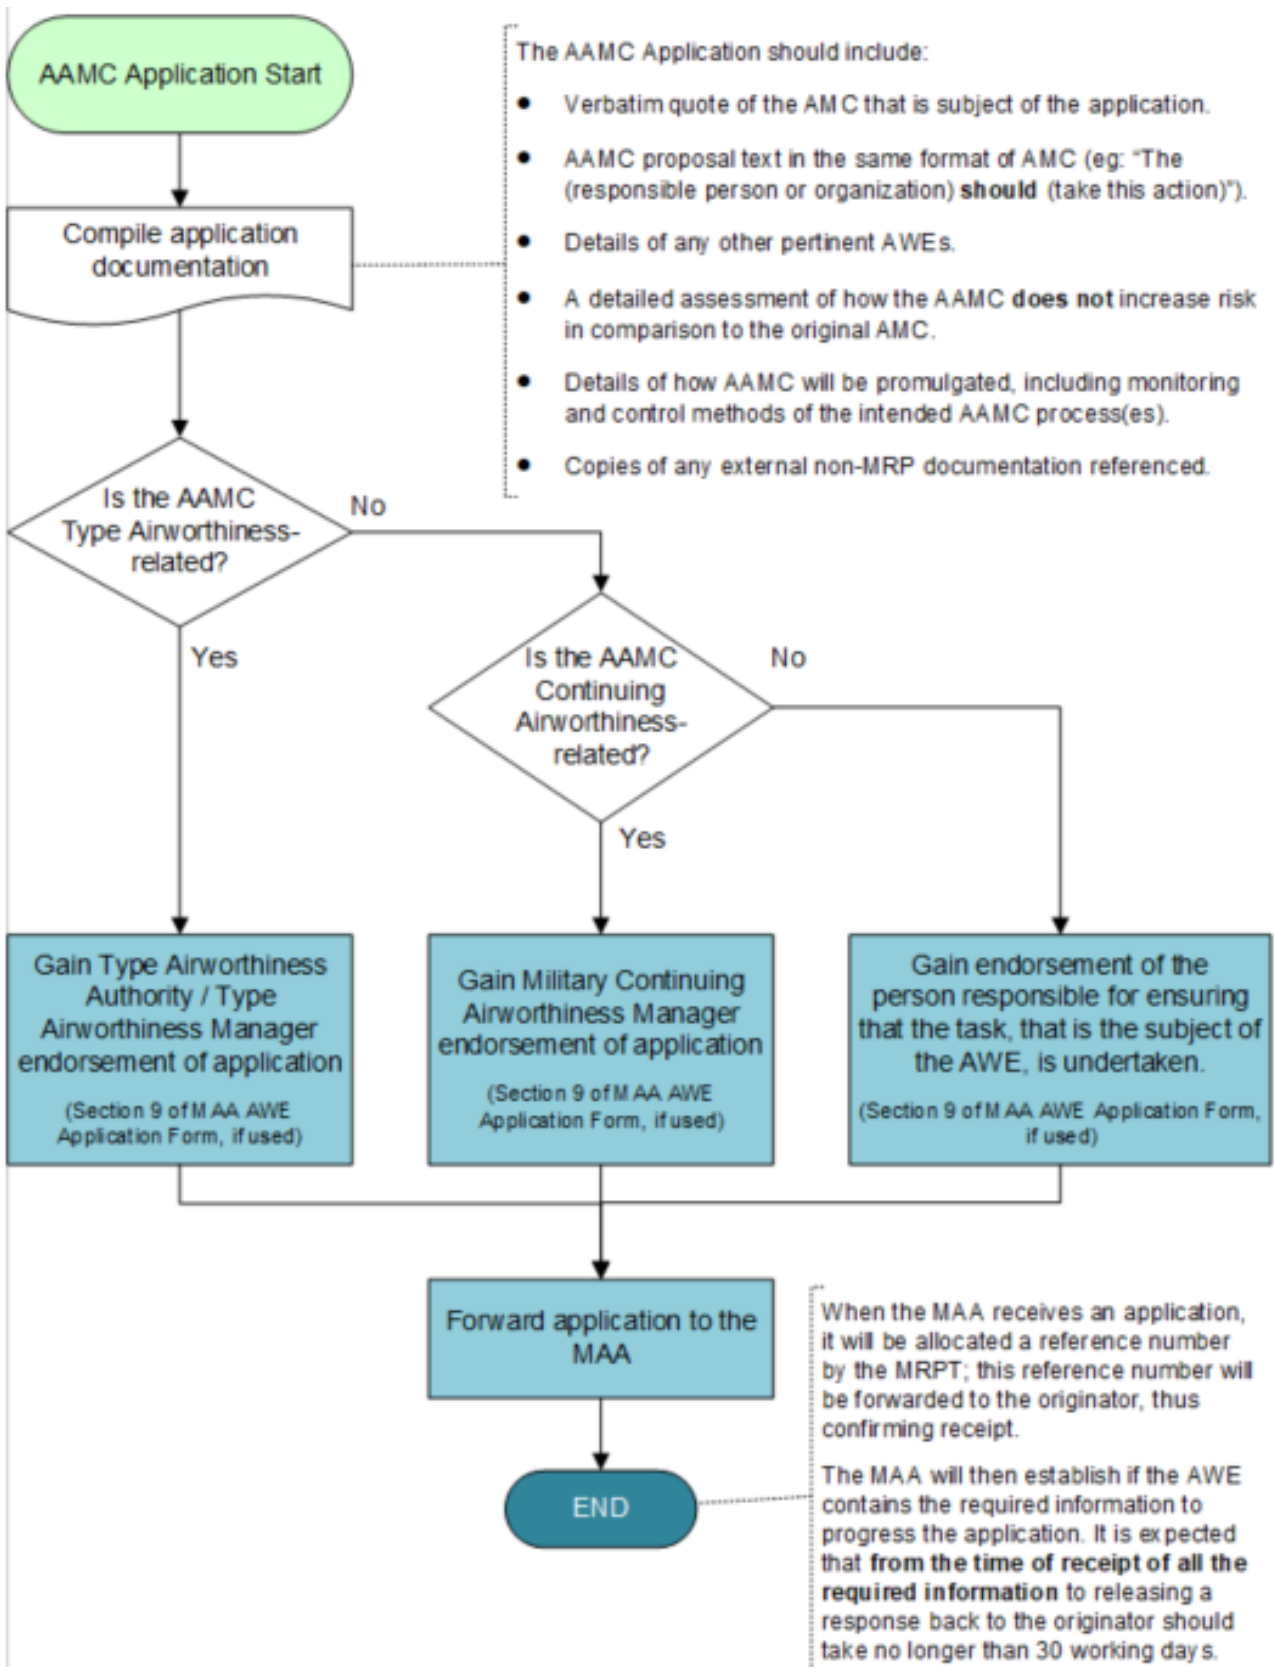 AAMC Application Start
The AAMC Application should include:
● Verbatim quote of the AMC that is subject of the application.
● AAMC proposal text in the same format of AMC (eg: “The
(responsible person or organization) should (take this action)”).
● Details of any other pertinent AWEs.
● A detailed assessment of how the AAMC does not increase risk
in comparison to the original AMC.
● Details of how AAMC will be promulgated, including monitoring
and control methods of the intended AAMC process(es).
● Copies of any external non-MRP documentation referenced.
Compile application
documentation
Is the AAMC
Type Airworthiness-
related?
No
Yes
Is the AAMC
Continuing
Airworthiness-
related?
No
Yes
Gain Type Airworthiness
Authority / Type
Airworthiness Manager
endorsement of application
(Section 9 of MAA AWE
Application Form, if used)
Gain Military Continuing
Airworthiness Manager
endorsement of application
(Section 9 of MAA AWE
Application Form, if used)
Gain endorsement of the
person responsible for ensuring
that the task, that is the subject of
the AWE, is undertaken.
(Section 9 of MAA AWE Application Form,
if used)
Forward application to the
MAA
END
When the MAA receives an application,
it will be allocated a reference number
by the MRPT; this reference number will
be forwarded to the originator, thus
confirming receipt.
The MAA will then establish if the AWE
contains the required information to
progress the application. It is expected
that from the time of receipt of all the
required information to releasing a
response back to the originator should
take no longer than 30 working days.